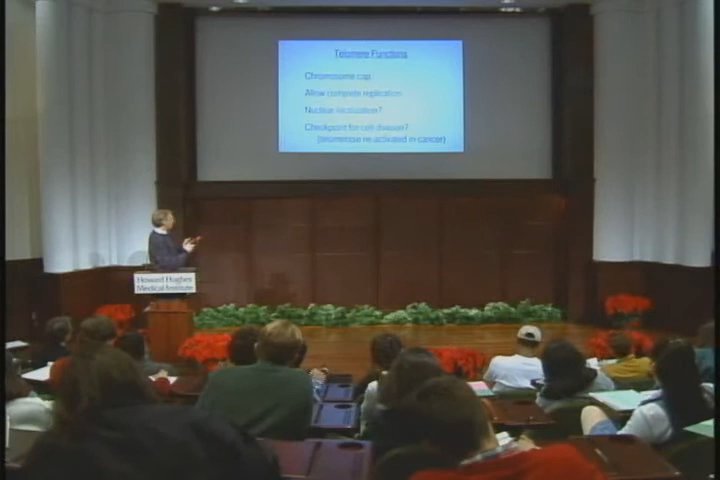 Telomere Functions
Chromosome cap
Allow complete replication
Nuclear localization?
Checkpoint for cell disease?
(telomerase re-activated in cancer)
Howard Hughes
Medical Institute